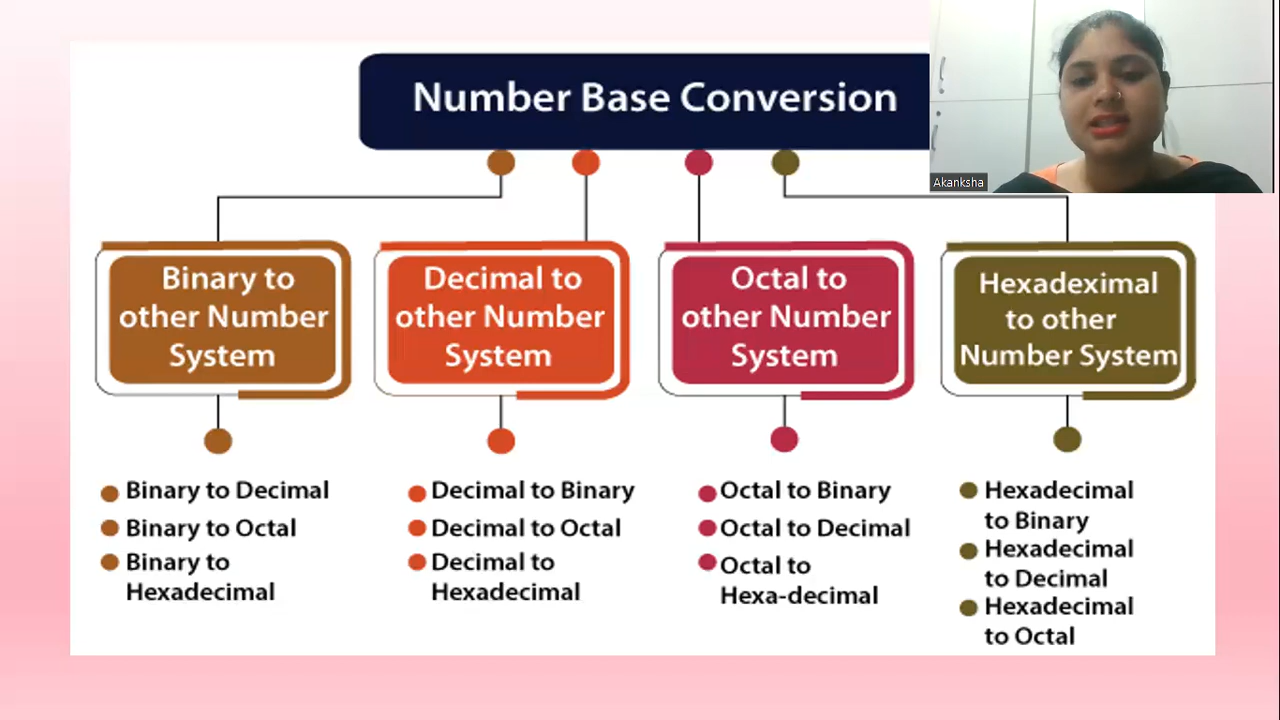 Number Base Conversion
Akanksha
Binary to
other Number
System
Decimal to
other Number
System
Octal to
other Number
System
Hexadeximal
to other
Number System
Binary to Decimal
Binary to Octal
Binary to
Hexadecimal
Decimal to Binary
Decimal to Octal
Decimal to
Hexadecimal
Octal to Binary
Octal to Decimal
Octal to
Hexa-decimal
Hexadecimal
to Binary
Hexadecimal
to Decimal
Hexadecimal
to Octal